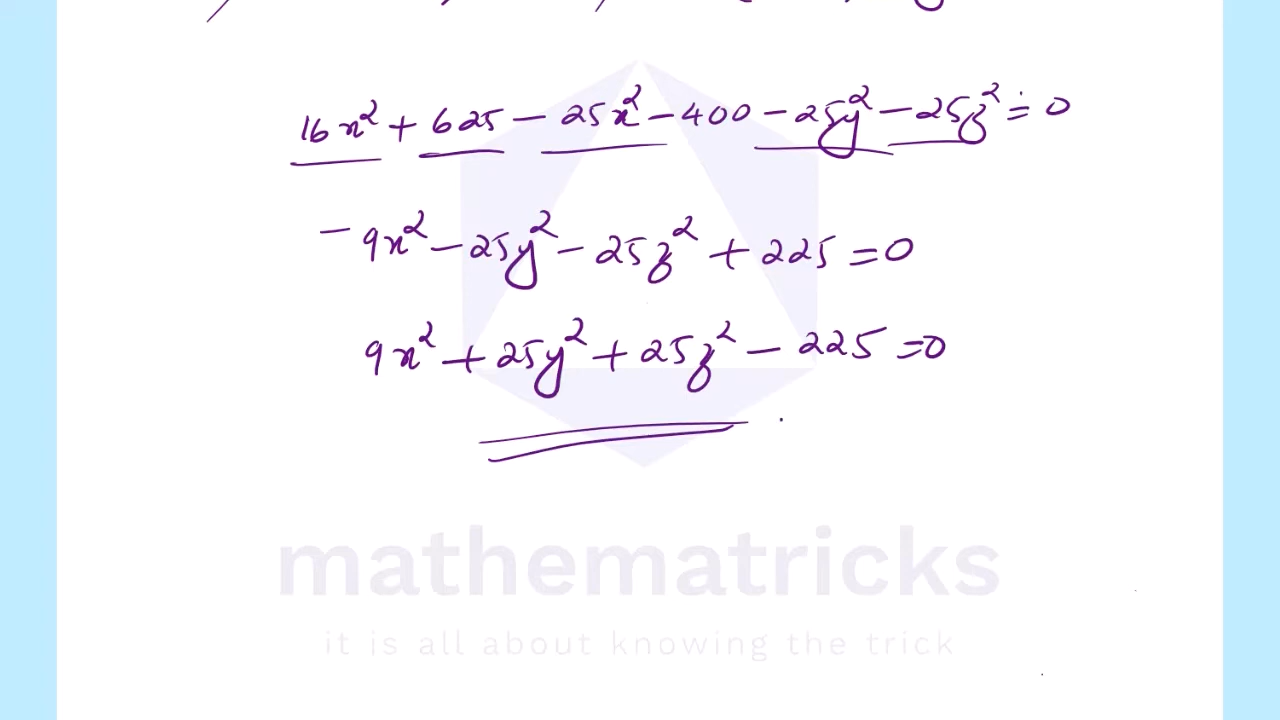 16x² + 625 - 25x² - 400 - 25y² - 25z² = 0
- 9x² - 25y² - 25z² + 225 = 0
9x² + 25y² + 25z² - 225 = 0
mathematricks
it is all about knowing the trick